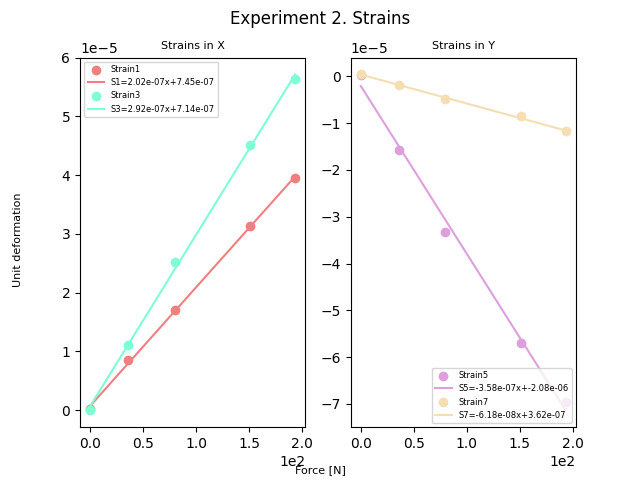 Experiment 2. Strains
Strains in X
1e−5
Strain1
S1=2.02e-07x+7.45e-07
Strain3
S3=2.92e-07x+7.14e-07
6
5
4
3
2
1
0
Unit deformation
0.0 0.5 1.0 1.5 2.0
1e2
Strains in Y
1e−5
0
−1
−2
−3
−4
−5
−6
−7
Strain5
S5=-3.58e-07x+-2.08e-06
Strain7
S7=-6.18e-08x+3.62e-07
0.0 0.5 1.0 1.5 2.0
1e2
Force [N]